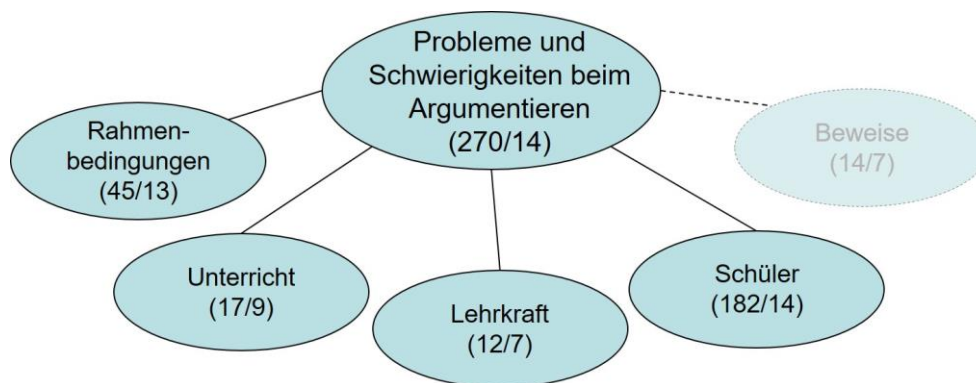 Probleme und
Schwierigkeiten beim
Argumentieren
(270/14)
Rahmen-
bedingungen
(45/13)
Beweise
(14/7)
Unterricht
(17/9)
Lehrkraft
(12/7)
Schüler
(182/14)